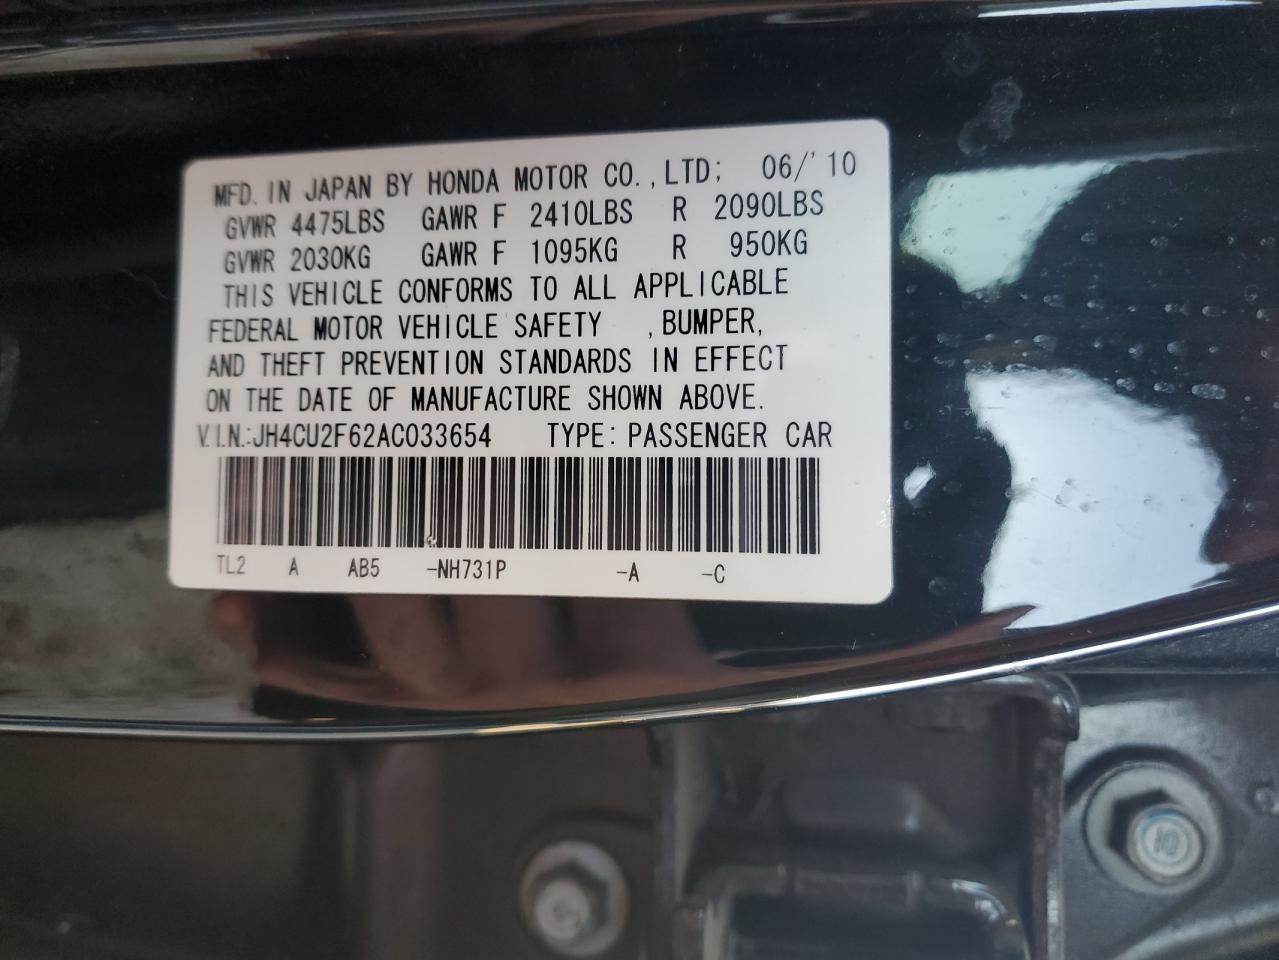 MFD. IN JAPAN BY HONDA MOTOR CO.,LTD; 06/'10
GVWR 4475LBS GAWR F 2410LBS R 2090LBS
GVWR 2030KG GAWR F 1095KG R 950KG
THIS VEHICLE CONFORMS TO ALL APPLICABLE
FEDERAL MOTOR VEHICLE SAFETY ,BUMPER,
AND THEFT PREVENTION STANDARDS IN EFFECT
ON THE DATE OF MANUFACTURE SHOWN ABOVE.
V.I.N.:JH4CU2F62AC033654 TYPE: PASSENGER CAR
TL2 A AB5 -NH731P -A -C
10